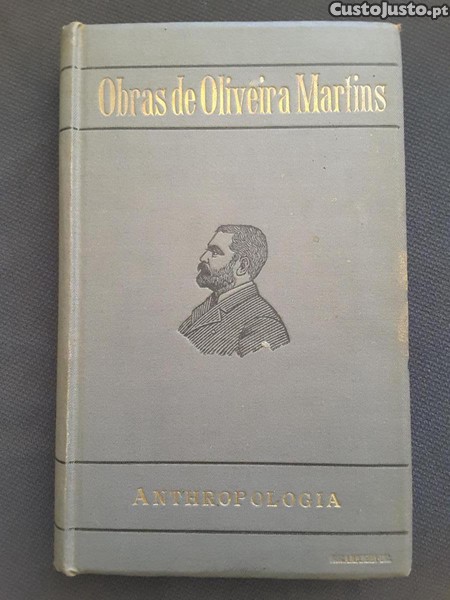 CustoJusto.pt
Obras de Oliveira Martins
ANTHROPOLOGIA